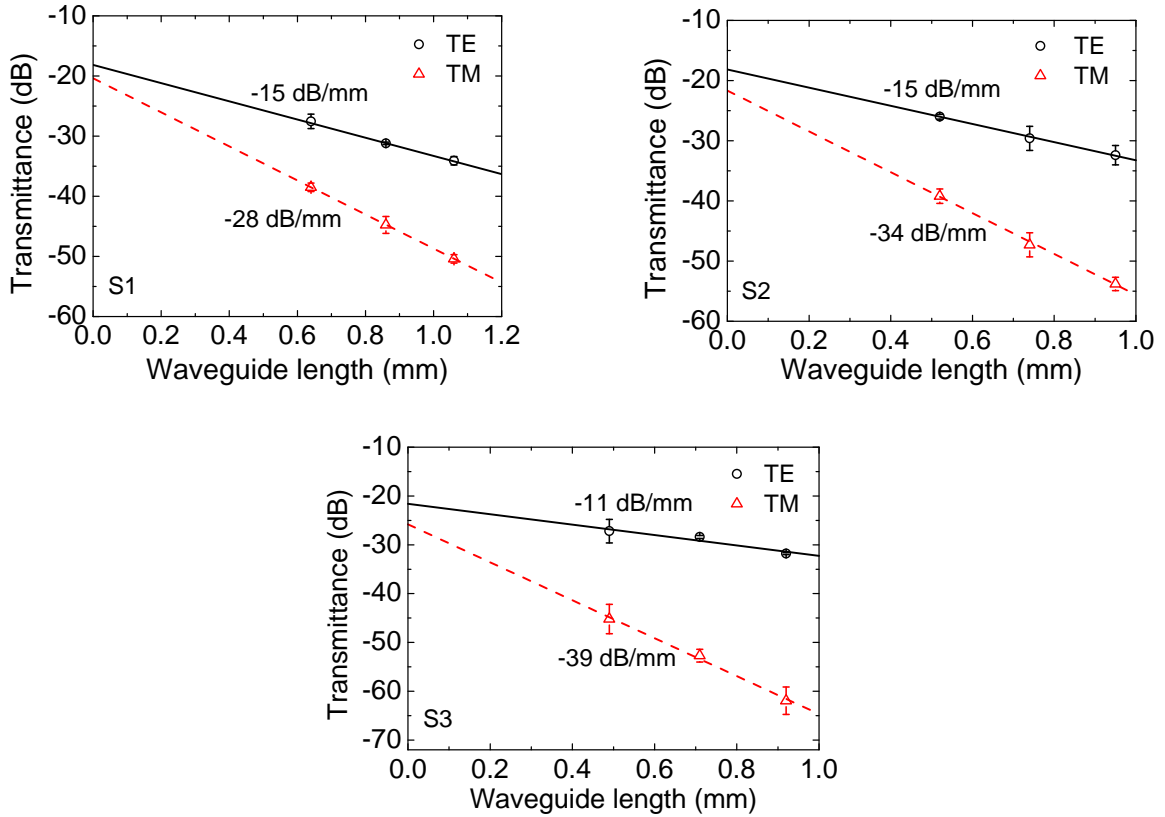 -10
-20
-30
-40
-50
-60
Transmittance (dB)
TE
TM
-15 dB/mm
-28 dB/mm
S1
0.0 0.2 0.4 0.6 0.8 1.0 1.2
Waveguide length (mm)
-10
-20
-30
-40
-50
-60
Transmittance (dB)
TE
TM
-15 dB/mm
-34 dB/mm
S2
0.0 0.2 0.4 0.6 0.8 1.0
Waveguide length (mm)
-10
-20
-30
-40
-50
-60
-70
Transmittance (dB)
TE
TM
-11 dB/mm
-39 dB/mm
S3
0.0 0.2 0.4 0.6 0.8 1.0
Waveguide length (mm)